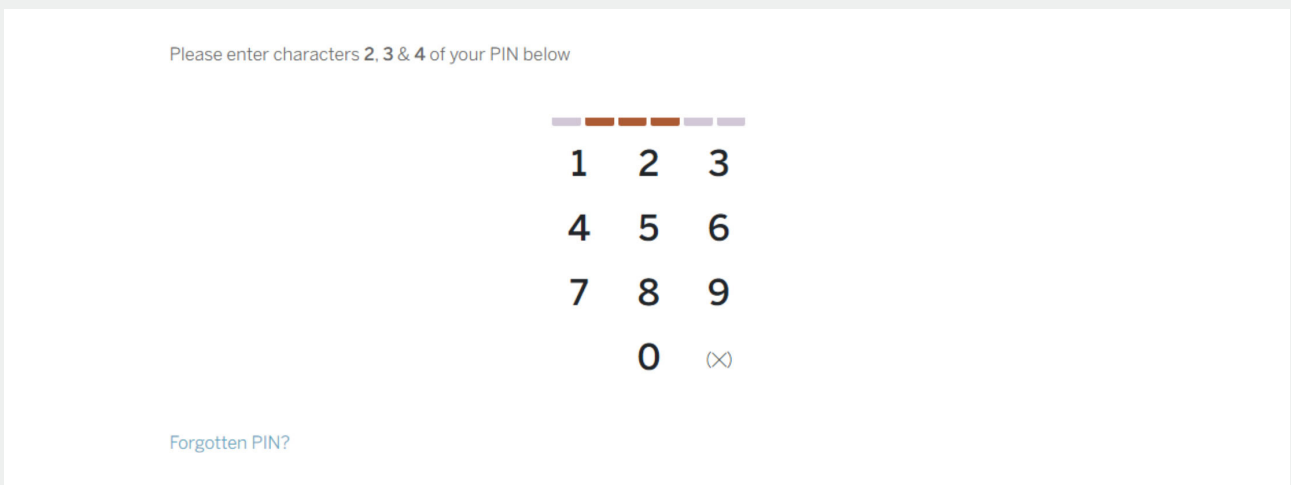 Please enter characters 2, 3 & 4 of your PIN below
1 2 3
4 5 6
7 8 9
0 (×)
Forgotten PIN?